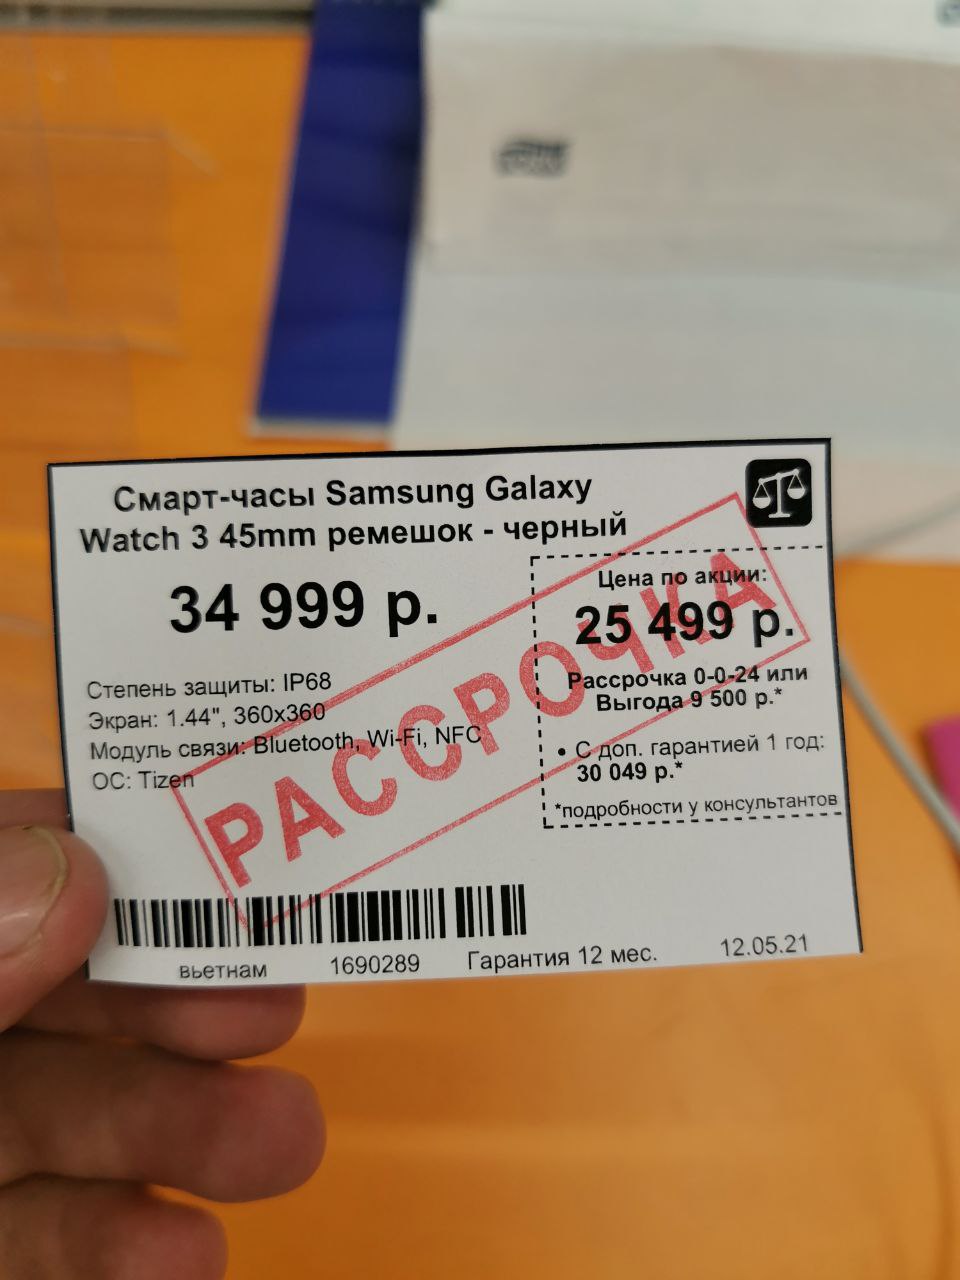 Смарт-часы Samsung Galaxy
Watch 3 45mm ремешок - черный
34 999 р.
Степень защиты: IP68
Экран: 1.44", 360x360
Модуль связи: Bluetooth, Wi-Fi, NFC
ОС: Tizen
Цена по акции:
25 499 р.
Рассрочка 0-0-24 или
Выгода 9 500 р.*
• С доп. гарантией 1 год:
30 049 р.*
*подробности у консультантов
РАССРОЧКА
вьетнам 1690289 Гарантия 12 мес. 12.05.21